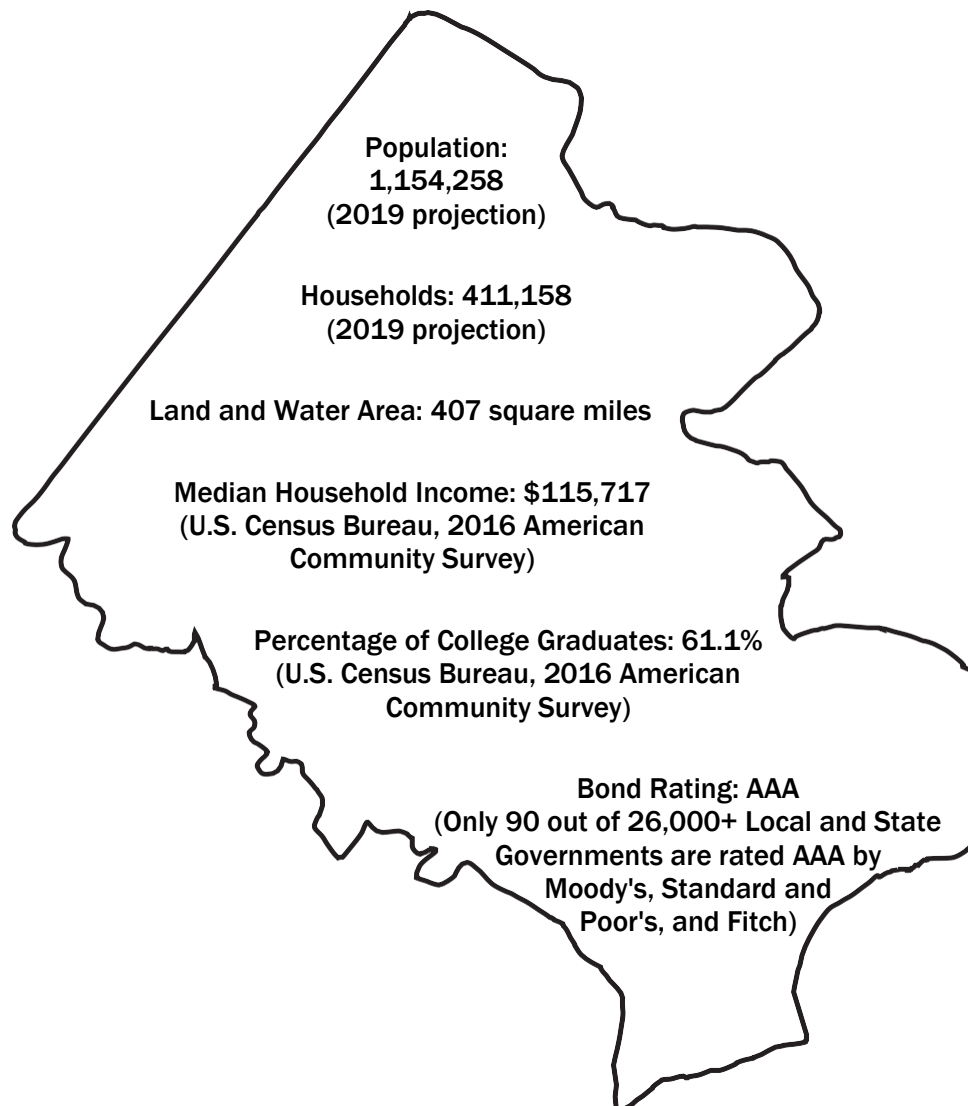 Population:
1,154,258
(2019 projection)
Households: 411,158
(2019 projection)
Land and Water Area: 407 square miles
Median Household Income: $115,717
(U.S. Census Bureau, 2016 American
Community Survey)
Percentage of College Graduates: 61.1%
(U.S. Census Bureau, 2016 American
Community Survey)
Bond Rating: AAA
(Only 90 out of 26,000+ Local and State
Governments are rated AAA by
Moody's, Standard and
Poor's, and Fitch)